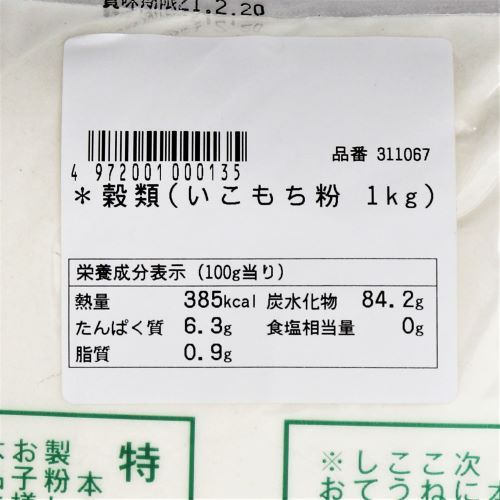 賞味期限21.2.20
品番 311067
4 972001 000135
＊穀類(いこもち粉 1kg)
栄養成分表示 (100g当り)
熱量 385kcal 炭水化物 84.2g
たんぱく質 6.3g 食塩相当量 0g
脂質 0.9g
特